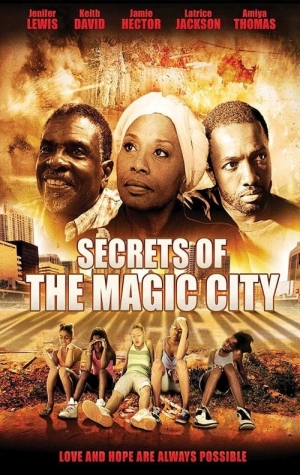 Jenifer Keith Jamie Latrice Amiya
LEWIS DAVID HECTOR JACKSON THOMAS
SECRETS OF
THE MAGIC CITY
LOVE AND HOPE ARE ALWAYS POSSIBLE